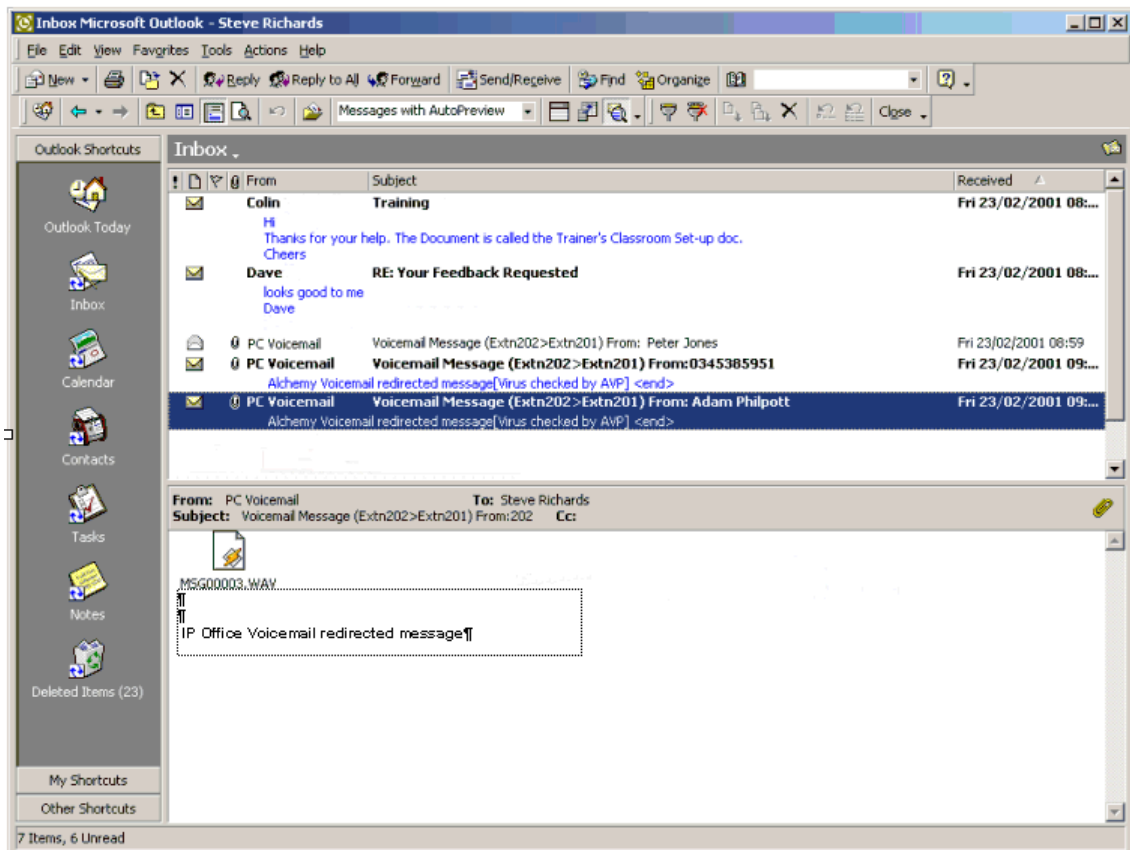 Inbox Microsoft Outlook - Steve Richards
File Edit View Favorites Tools Actions Help
New Reply Reply to All Forward Send/Receive Find Organize
Messages with AutoPreview Close
Outlook Shortcuts
Inbox
From Subject Received
Colin Training Fri 23/02/2001 08:...
Hi
Thanks for your help. The Document is called the Trainer's Classroom Set-up doc.
Cheers
Dave RE: Your Feedback Requested Fri 23/02/2001 08:...
looks good to me
Dave
PC Voicemail Voicemail Message (Extn202>Extn201) From: Peter Jones Fri 23/02/2001 08:59
PC Voicemail Voicemail Message (Extn202>Extn201) From:0345385951 Fri 23/02/2001 09:...
Alchemy Voicemail redirected message[Virus checked by AVP] <end>
PC Voicemail Voicemail Message (Extn202>Extn201) From: Adam Philpott Fri 23/02/2001 09:...
Alchemy Voicemail redirected message[Virus checked by AVP] <end>
From: PC Voicemail To: Steve Richards
Subject: Voicemail Message (Extn202>Extn201) From:202 Cc:
MSG00003.WAV
¶
¶
IP Office Voicemail redirected message¶
Outlook Today
Inbox
Calendar
Contacts
Tasks
Notes
Deleted Items (23)
My Shortcuts
Other Shortcuts
7 Items, 6 Unread